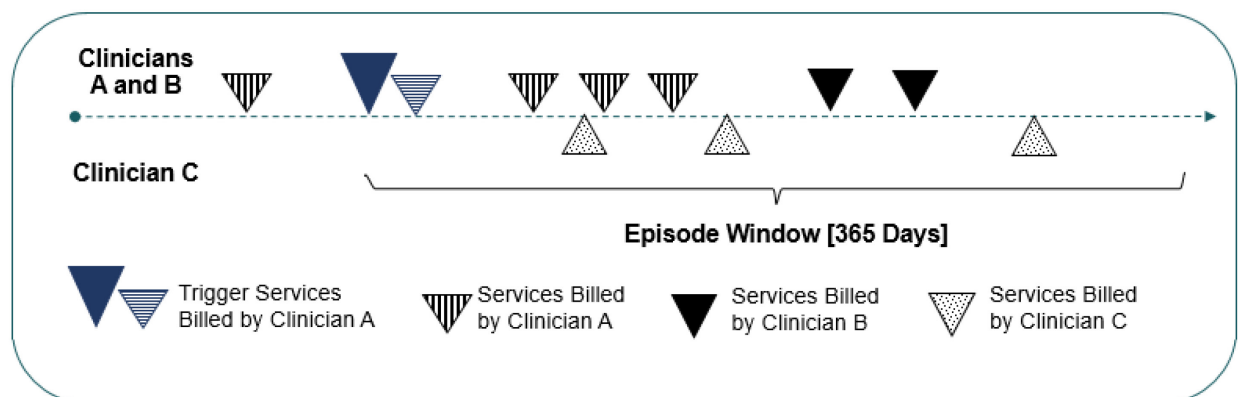 Clinicians
A and B
Clinician C
Episode Window [365 Days]
Trigger Services
Billed by Clinician A
Services Billed
by Clinician A
Services Billed
by Clinician B
Services Billed
by Clinician C